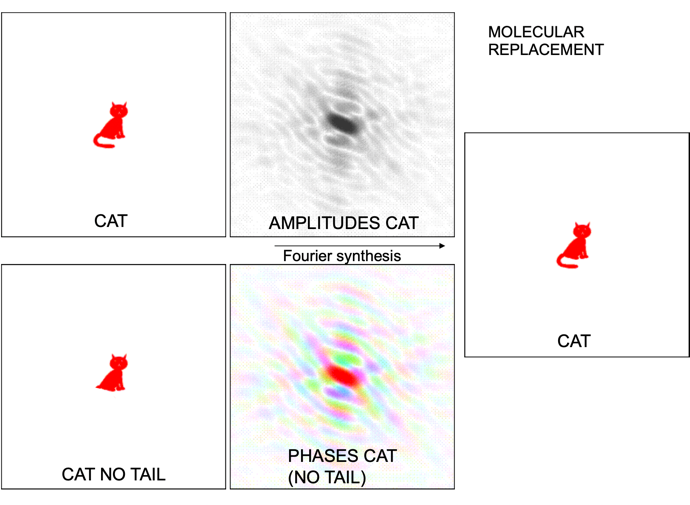 MOLECULAR
REPLACEMENT
CAT
AMPLITUDES CAT
Fourier synthesis
CAT
CAT NO TAIL
PHASES CAT
(NO TAIL)